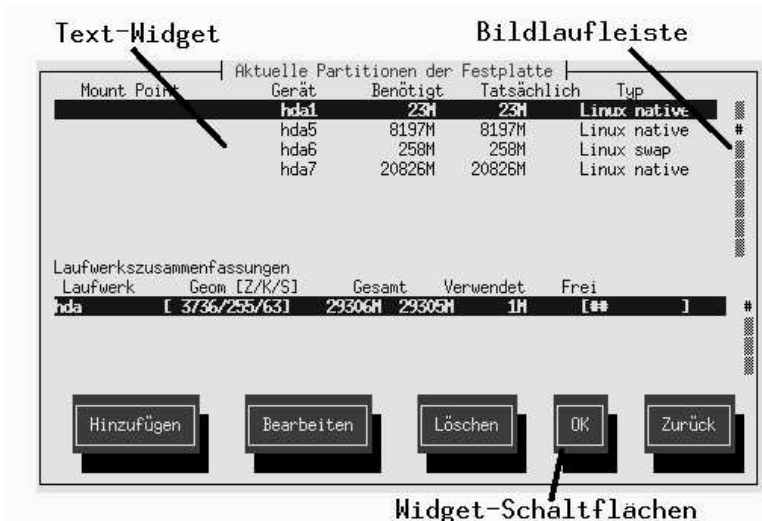 Text-Widget Bildlaufleiste
Aktuelle Partitionen der Festplatte
Mount Point Gerät Benötigt Tatsächlich Typ
hda1 23M 23M Linux native
hda5 8197M 8197M Linux native #
hda6 258M 258M Linux swap
hda7 20826M 20826M Linux native
Laufwerkszusammenfassungen
Laufwerk Geom [Z/K/S] Gesamt Verwendet Frei
hda [ 3736/255/63] 29306M 29305M 1M [## ] #
Hinzufügen Bearbeiten Löschen OK Zurück
Widget-Schaltflächen